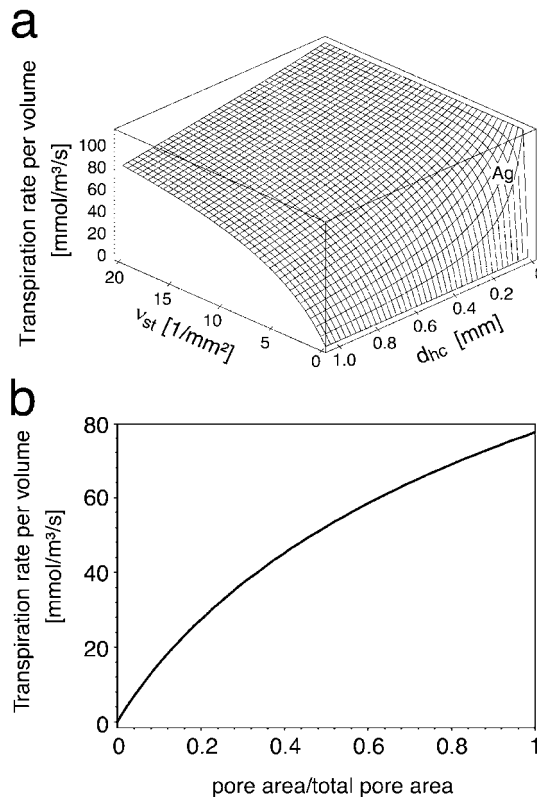 a
Transpiration rate per volume
[mmol/m³/s]
100
80
60
40
20
0
20
15
10
5
0
νst [1/mm²]
1.0
0.8
0.6
0.4
0.2
dhc [mm]
Ag
b
Transpiration rate per volume
[mmol/m³/s]
80
60
40
20
0
0 0.2 0.4 0.6 0.8 1
pore area/total pore area